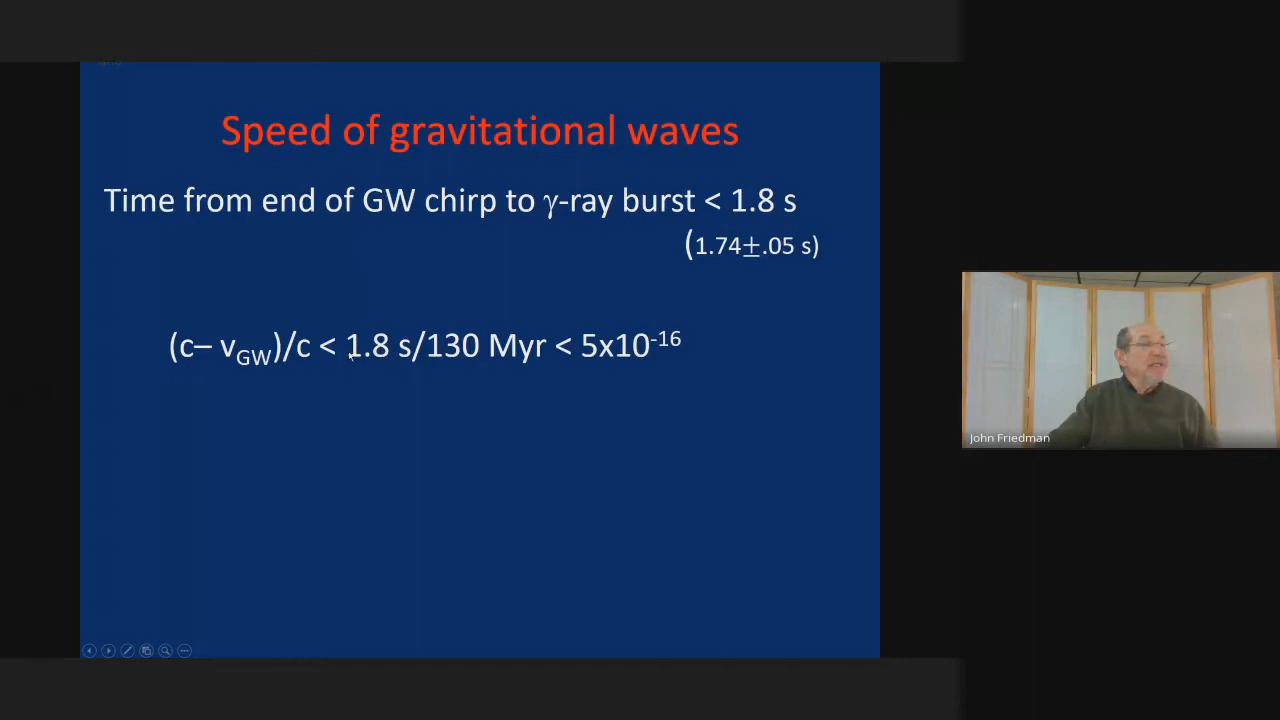 Speed of gravitational waves
Time from end of GW chirp to γ-ray burst < 1.8 s
(1.74±.05 s)
(c– vGW)/c < 1.8 s/130 Myr < 5x10-16
John Friedman